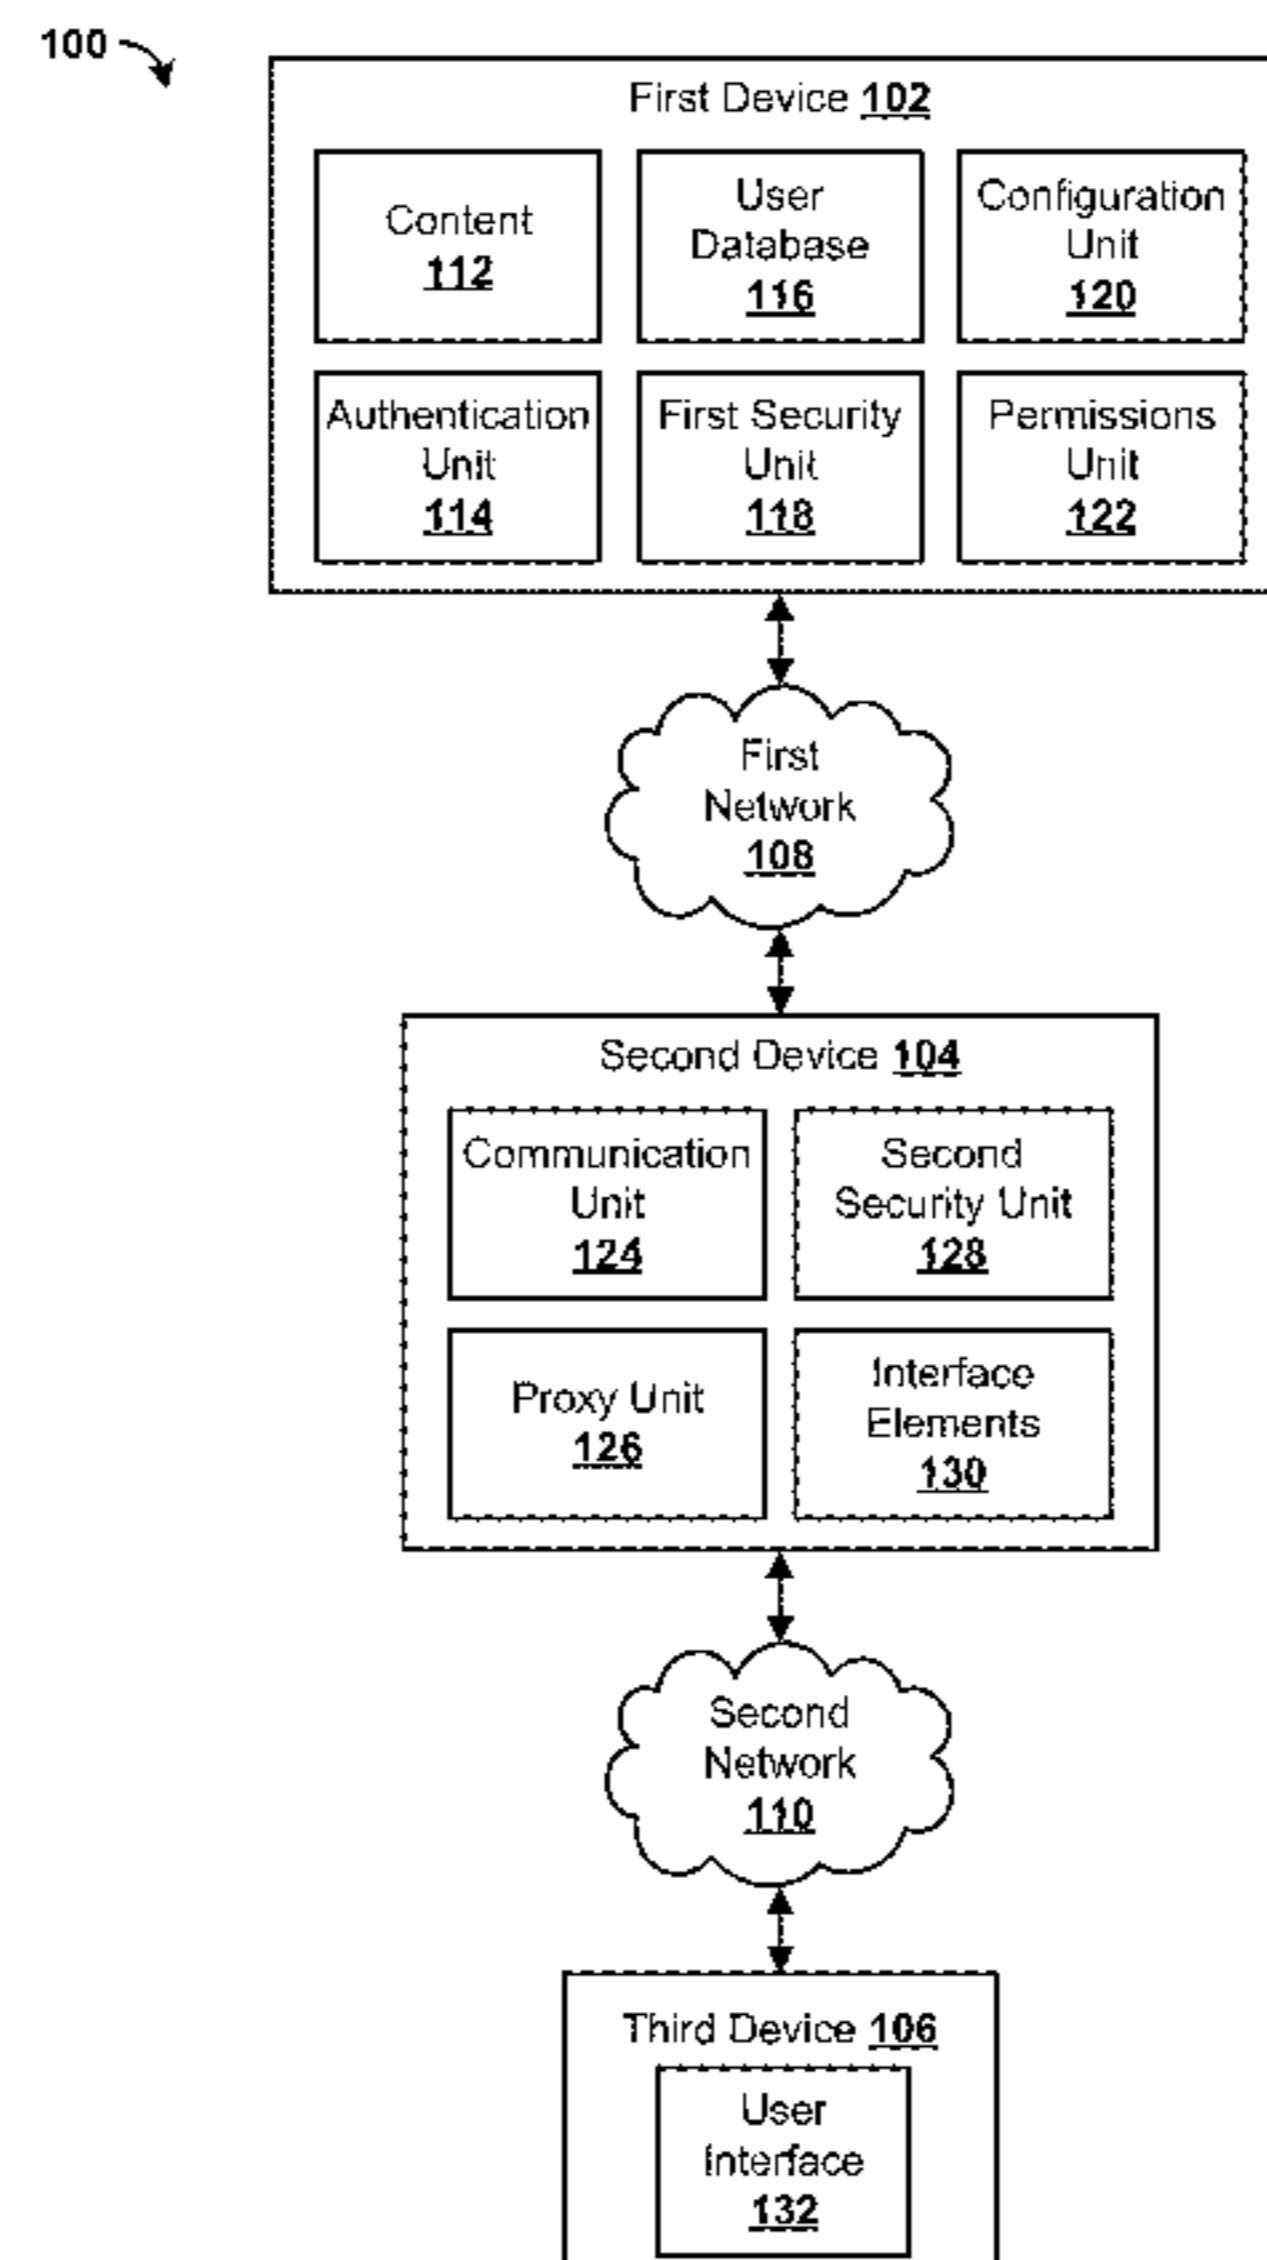 100
First Device 102
Content
112
User
Database
116
Configuration
Unit
120
Authentication
Unit
114
First Security
Unit
118
Permissions
Unit
122
First
Network
108
Second Device 104
Communication
Unit
124
Second
Security Unit
128
Proxy Unit
126
Interface
Elements
130
Second
Network
110
Third Device 106
User
Interface
132